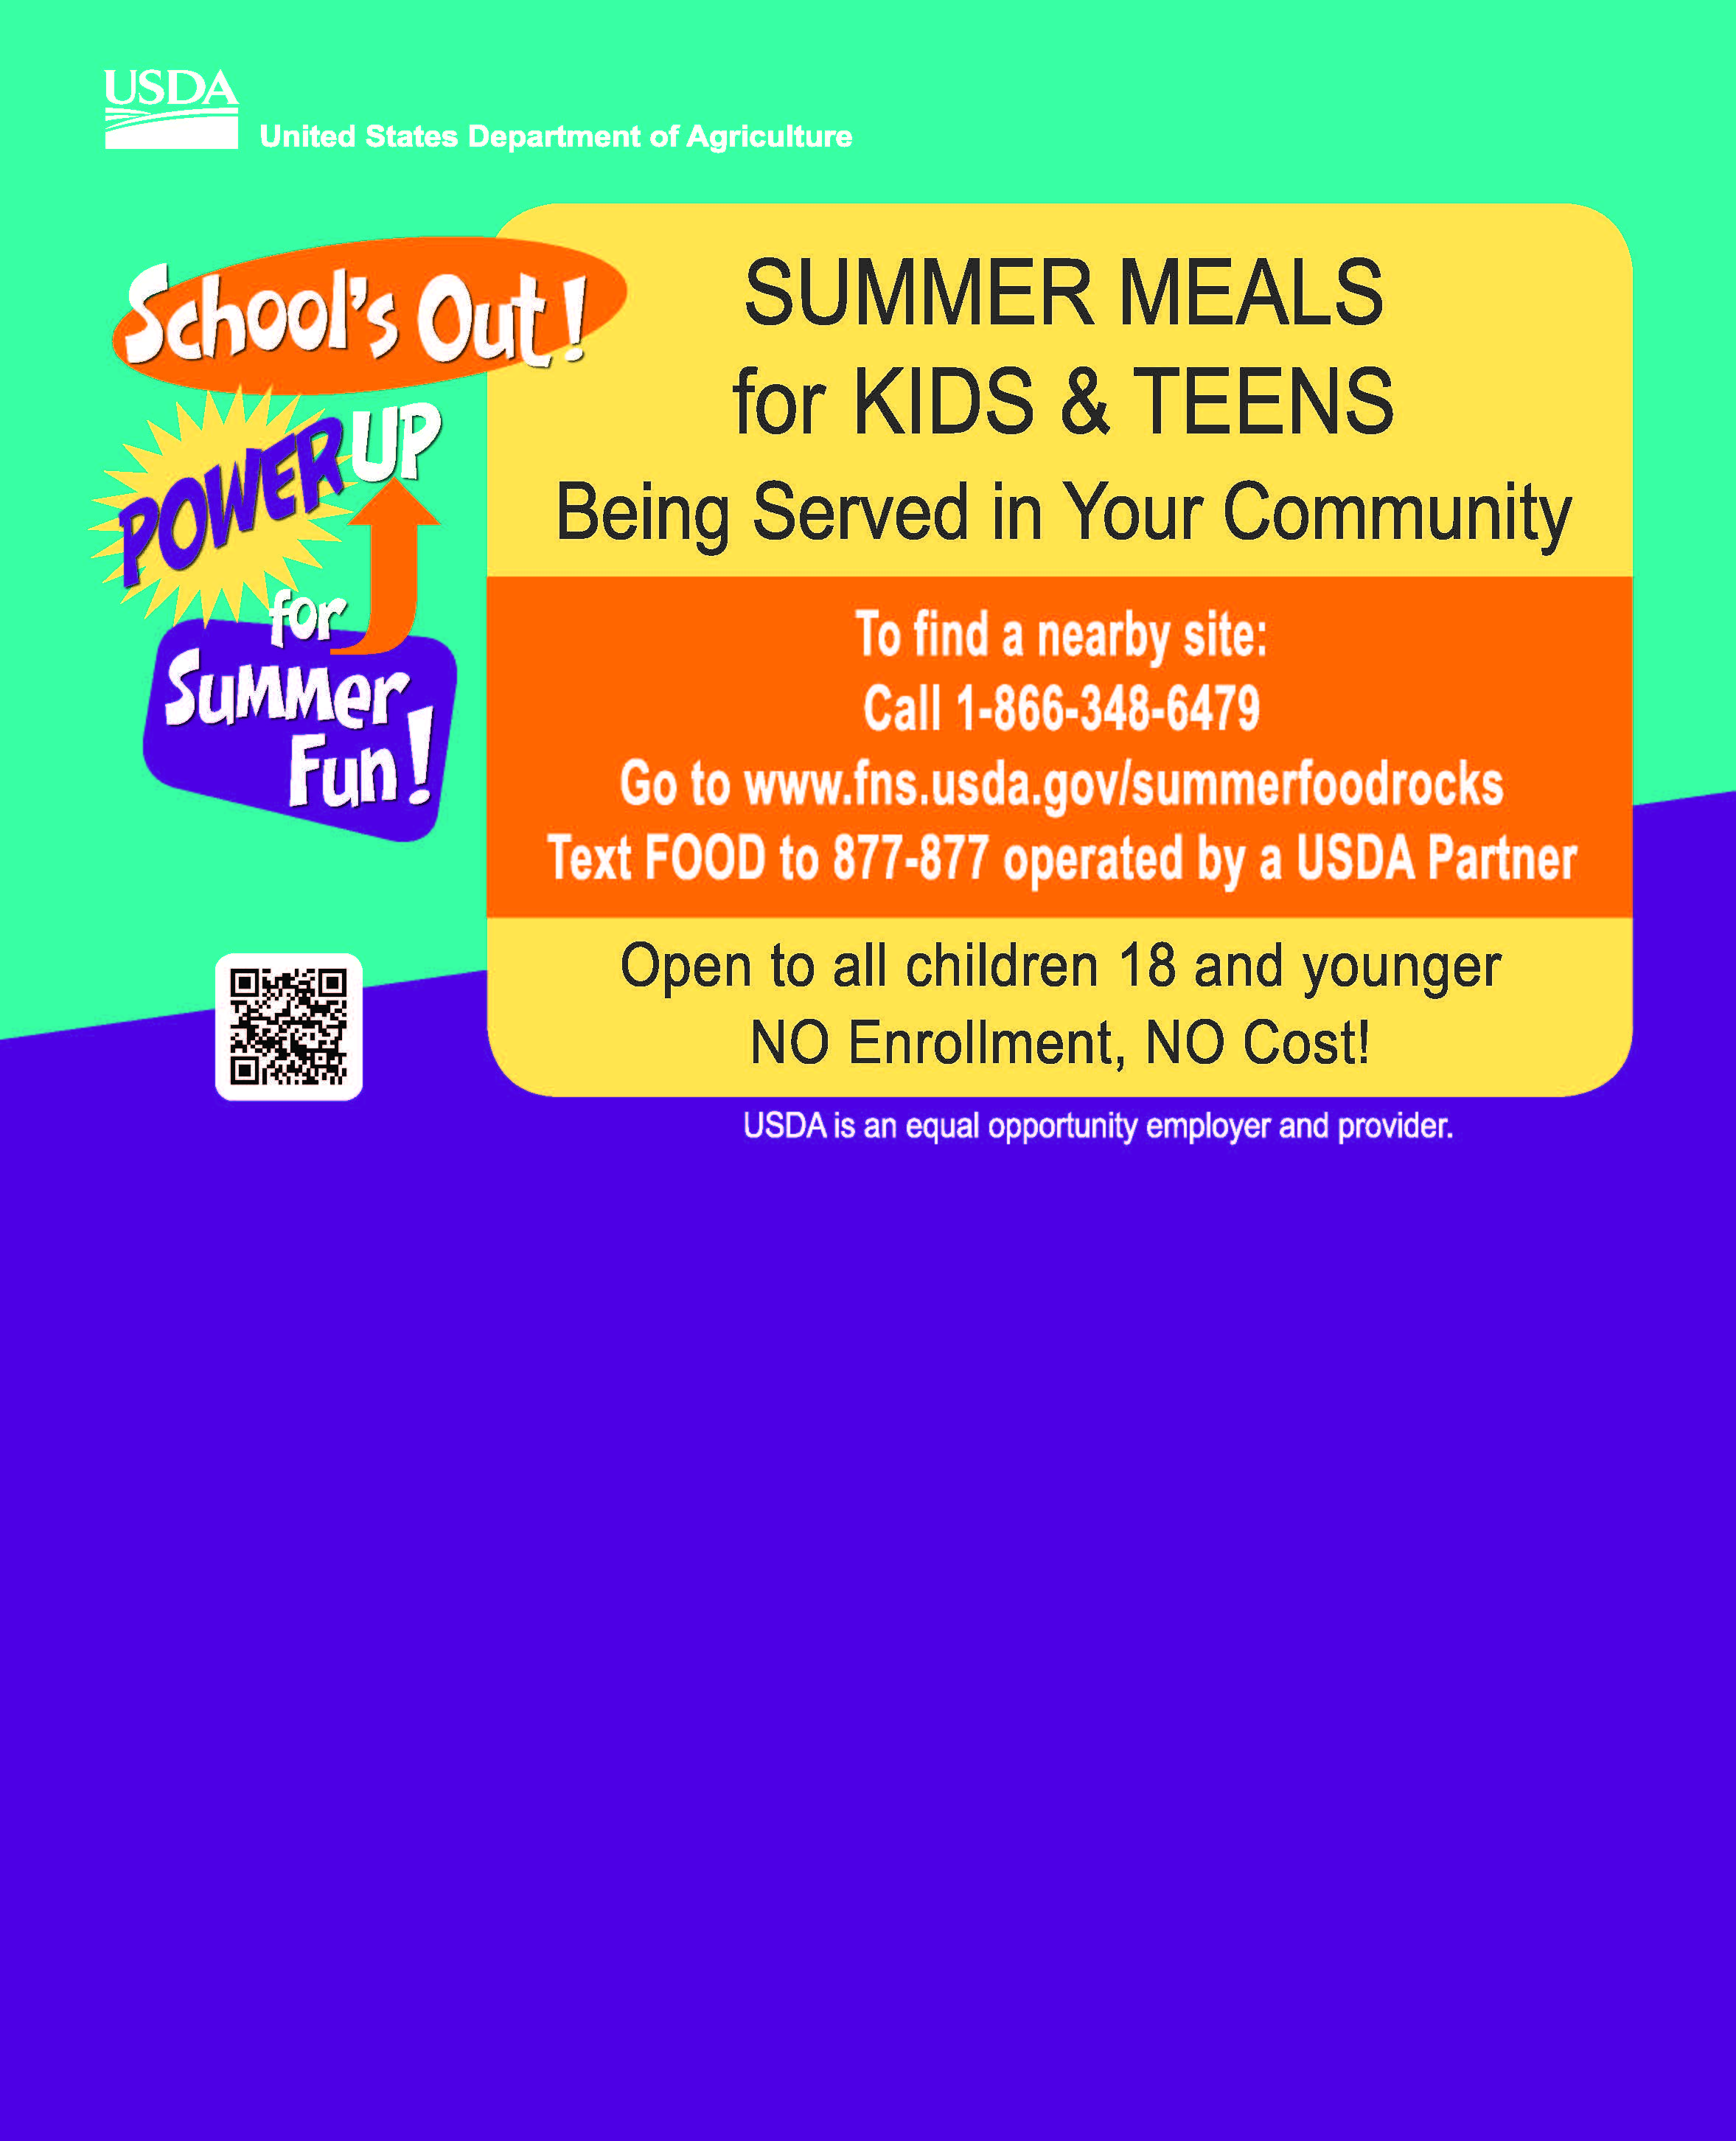 USDA
United States Department of Agriculture
School's Out!
POWER UP
for
Summer
Fun!
SUMMER MEALS
for KIDS & TEENS
Being Served in Your Community
To find a nearby site:
Call 1-866-348-6479
Go to www.fns.usda.gov/summerfoodrocks
Text FOOD to 877-877 operated by a USDA Partner
Open to all children 18 and younger
NO Enrollment, NO Cost!
USDA is an equal opportunity employer and provider.